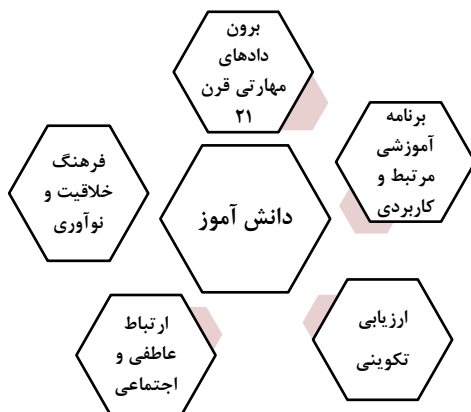 برون
دادهای
مهارتی قرن
۲۱
برنامه
آموزشی
مرتبط و
کاربردی
فرهنگ
خلاقیت و
نوآوری
دانش آموز
ارزیابی
تکوینی
ارتباط
عاطفی و
اجتماعی